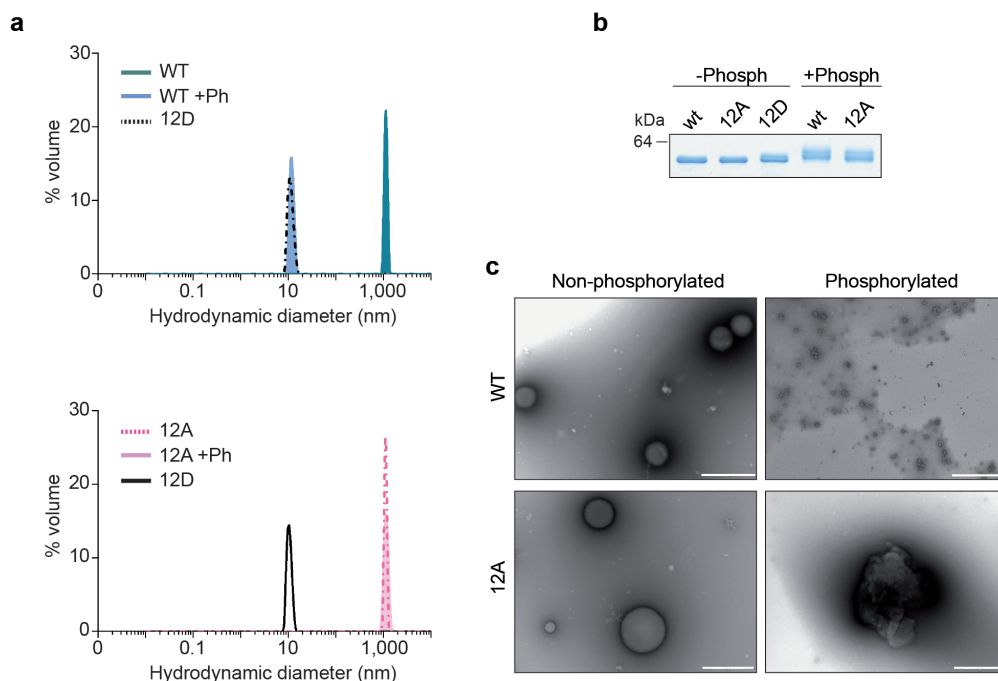 a
30
20
10
0
% volume
WT
WT +Ph
12D
0
0.1
10
1,000
Hydrodynamic diameter (nm)
30
20
10
0
% volume
12A
12A +Ph
12D
0
0.1
10
1,000
Hydrodynamic diameter (nm)
b
-Phosph +Phosph
kDa wt 12A 12D wt 12A
64
c
Non-phosphorylated Phosphorylated
WT
12A